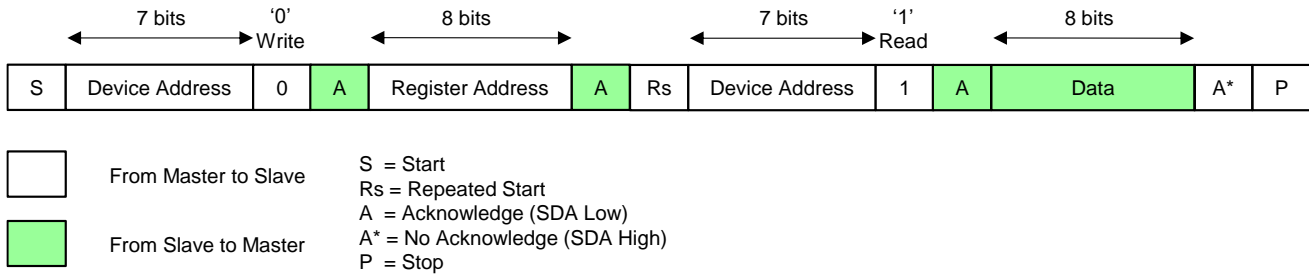 7 bits ‘0’ 8 bits 7 bits ‘1’ 8 bits
Write Read
S Device Address 0 A Register Address A Rs Device Address 1 A Data A* P
From Master to Slave
From Slave to Master
S = Start
Rs = Repeated Start
A = Acknowledge (SDA Low)
A* = No Acknowledge (SDA High)
P = Stop